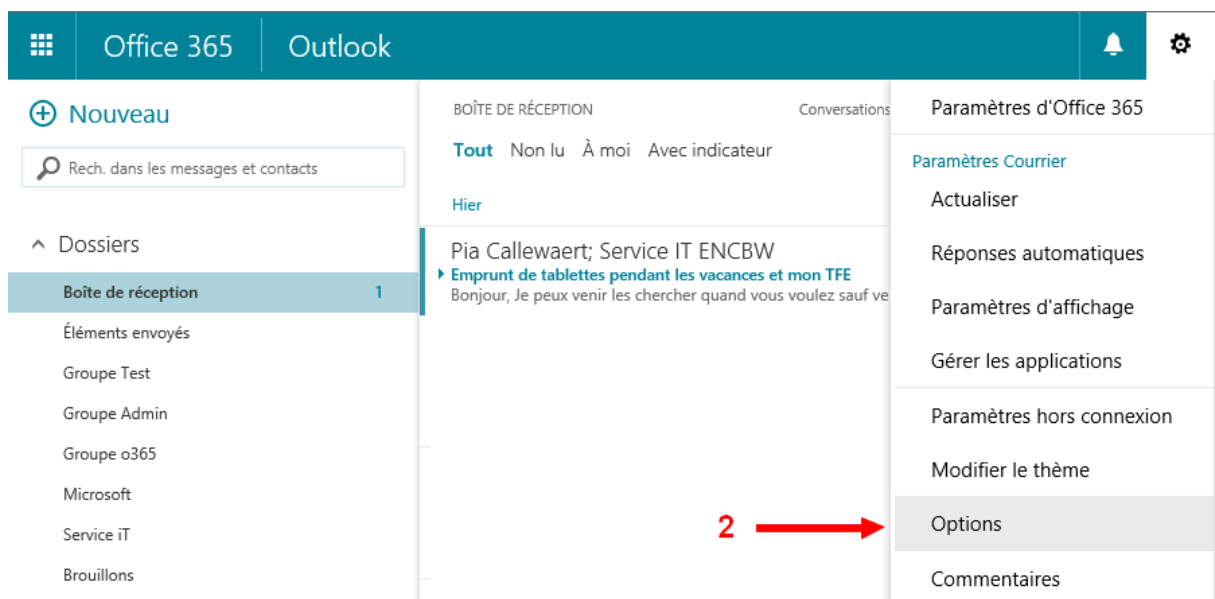 Office 365
Outlook
Nouveau
Rech. dans les messages et contacts
Dossiers
Boîte de réception 1
Éléments envoyés
Groupe Test
Groupe Admin
Groupe o365
Microsoft
Service iT
Brouillons
BOÎTE DE RÉCEPTION Conversations
Tout Non lu À moi Avec indicateur
Hier
Pia Callewaert; Service IT ENCBW
Emprunt de tablettes pendant les vacances et mon TFE
Bonjour, Je peux venir les chercher quand vous voulez sauf ve
2
Paramètres d'Office 365
Paramètres Courrier
Actualiser
Réponses automatiques
Paramètres d'affichage
Gérer les applications
Paramètres hors connexion
Modifier le thème
Options
Commentaires